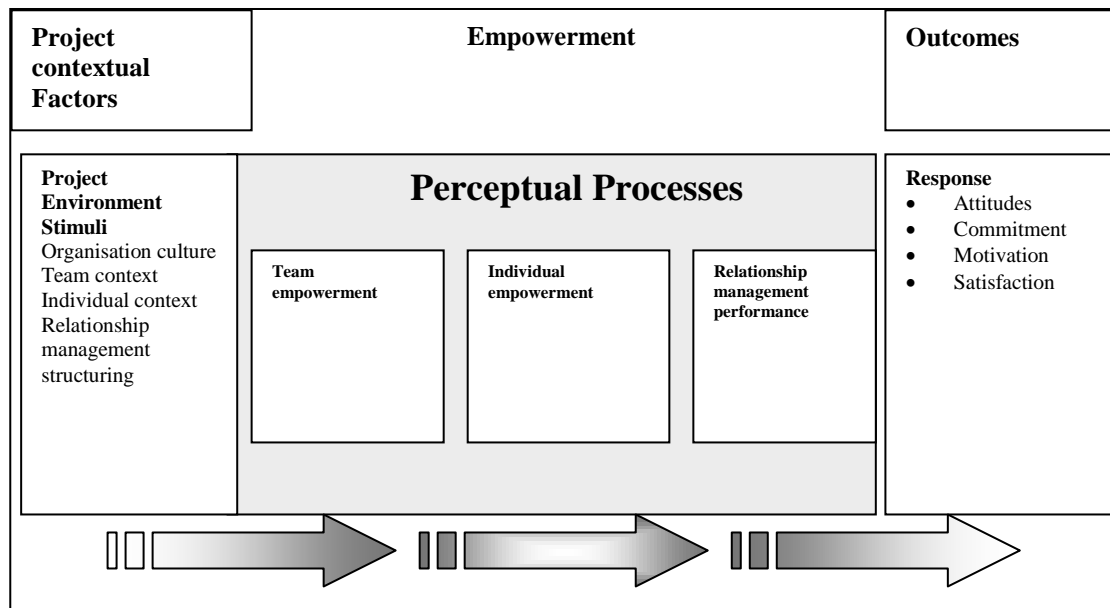 Project
contextual
Factors
Empowerment
Outcomes
Project
Environment
Stimuli
Organisation culture
Team context
Individual context
Relationship
management
structuring
Perceptual Processes
Team
empowerment
Individual
empowerment
Relationship
management
performance
Response
• Attitudes
• Commitment
• Motivation
• Satisfaction